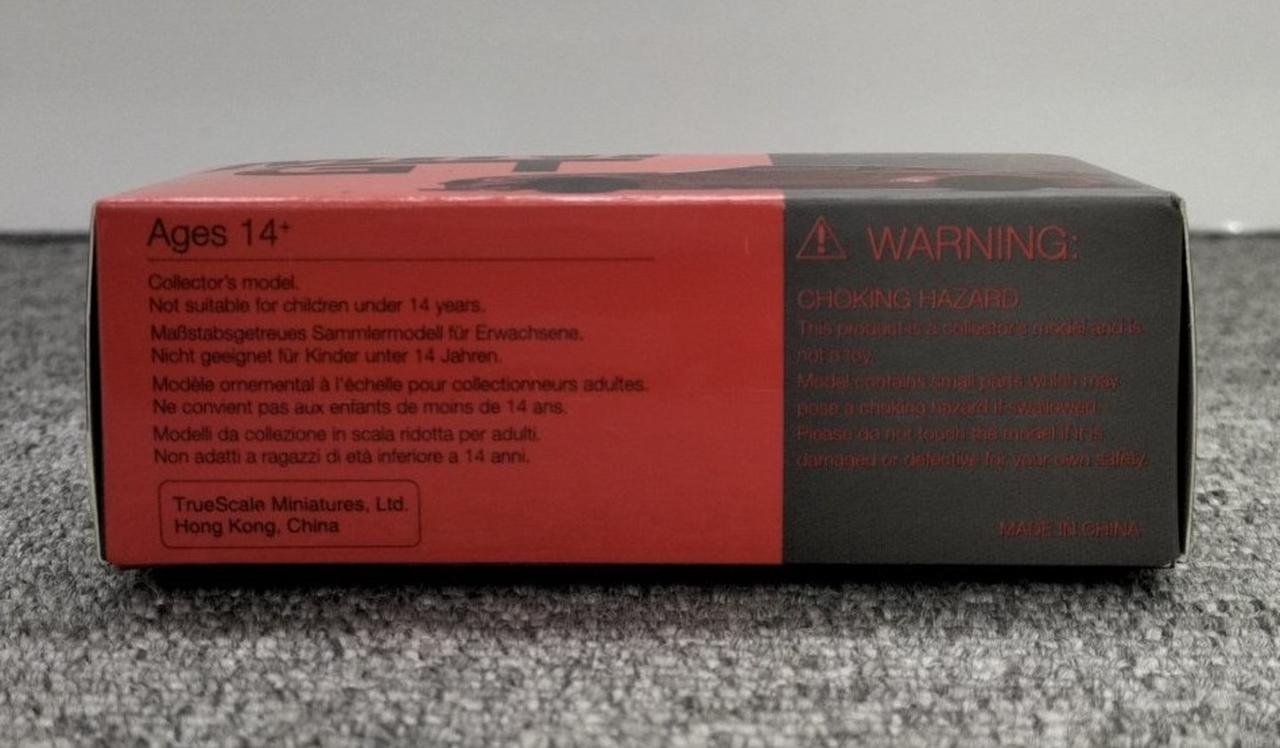 GT
Ages 14+
Collector's model.
Not suitable for children under 14 years.
Maßstabsgetreues Sammlermodell für Erwachsene.
Nicht geeignet für Kinder unter 14 Jahren.
Modèle ornemental à l'échelle pour collectionneurs adultes.
Ne convient pas aux enfants de moins de 14 ans.
Modelli da collezione in scala ridotta per adulti.
Non adatti a ragazzi di età inferiore a 14 anni.
TrueScale Miniatures, Ltd.
Hong Kong, China
WARNING:
CHOKING HAZARD.
This product is a collector's model and is
not a toy.
Model contains small parts which may
pose a choking hazard if swallowed.
Please do not touch the model if it is
damaged or defective for your own safety.
MADE IN CHINA